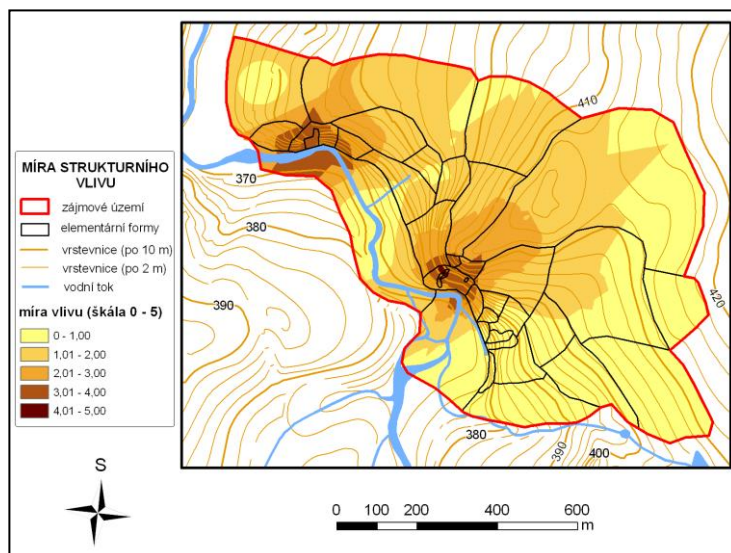 MÍRA STRUKTURNÍHO
VLIVU
zájmové území
elementární formy
vrstevnice (po 10 m)
vrstevnice (po 2 m)
vodní tok
míra vlivu (škála 0 - 5)
0 - 1,00
1,01 - 2,00
2,01 - 3,00
3,01 - 4,00
4,01 - 5,00
410
370
380
390
420
380
390
400
S
0 100 200 400 600
m